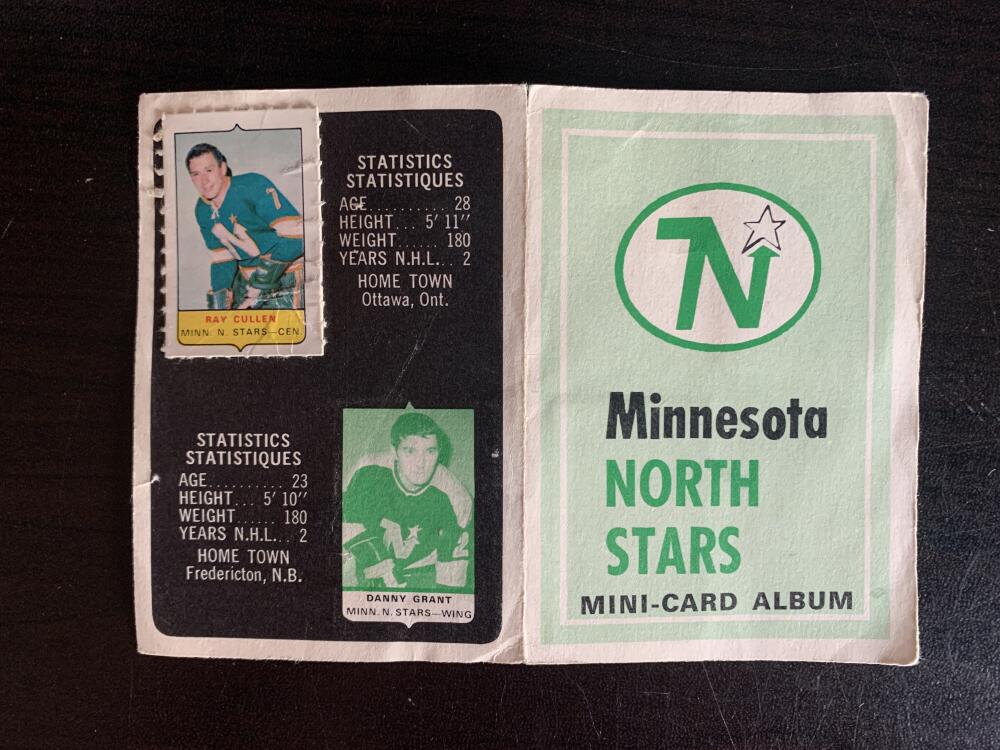 STATISTICS
STATISTIQUES
AGE........... 28
HEIGHT... 5' 11"
WEIGHT...... 180
YEARS N.H.L... 2
HOME TOWN
Ottawa, Ont.
7
N
RAY CULLEN
MINN. N. STARS—CEN.
STATISTICS
STATISTIQUES
AGE........... 23
HEIGHT... 5' 10"
WEIGHT...... 180
YEARS N.H.L... 2
HOME TOWN
Fredericton, N.B.
N
2
DANNY GRANT
MINN. N. STARS—WING
N
Minnesota
NORTH
STARS
MINI-CARD ALBUM